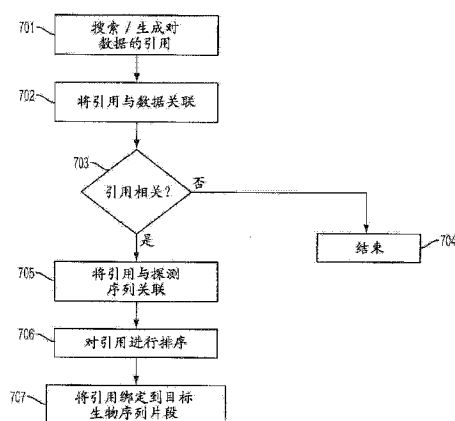 701
搜索 / 生成对
数据的引用
702
将引用与数据关联
703
引用相关?
否
704
结束
是
705
将引用与探测
序列关联
706
对引用进行排序
707
将引用绑定到目标
生物序列片段